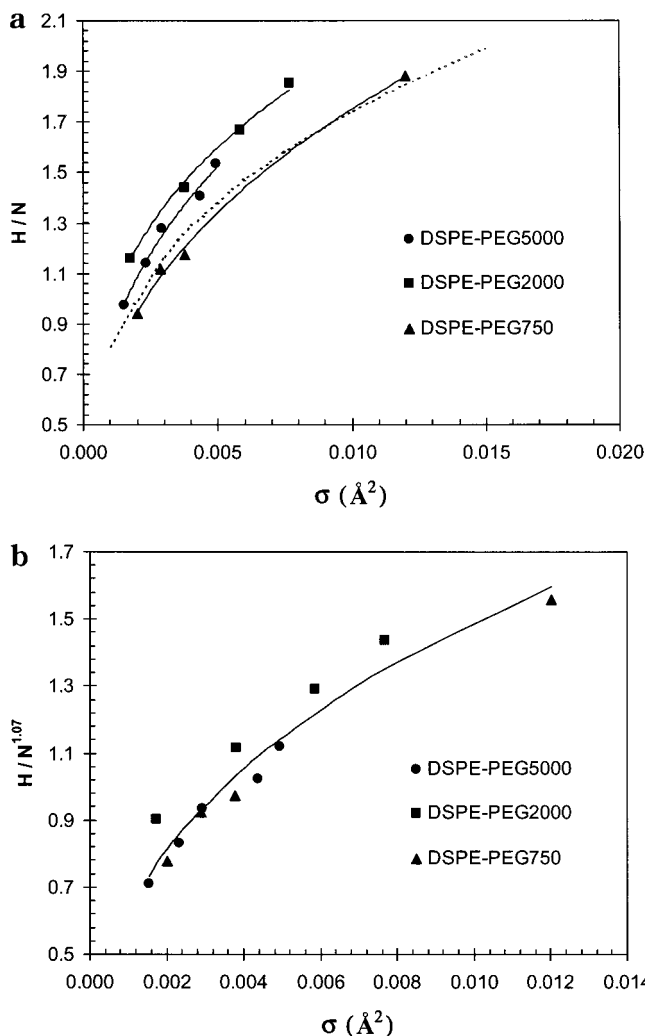 a
2.1
1.9
1.7
1.5
1.3
1.1
0.9
0.7
0.5
H / N
DSPE-PEG5000
DSPE-PEG2000
DSPE-PEG750
0.000 0.005 0.010 0.015 0.020
σ (Å²)
b
1.7
1.5
1.3
1.1
0.9
0.7
0.5
H / N^1.07
DSPE-PEG5000
DSPE-PEG2000
DSPE-PEG750
0.000 0.002 0.004 0.006 0.008 0.010 0.012 0.014
σ (Å²)